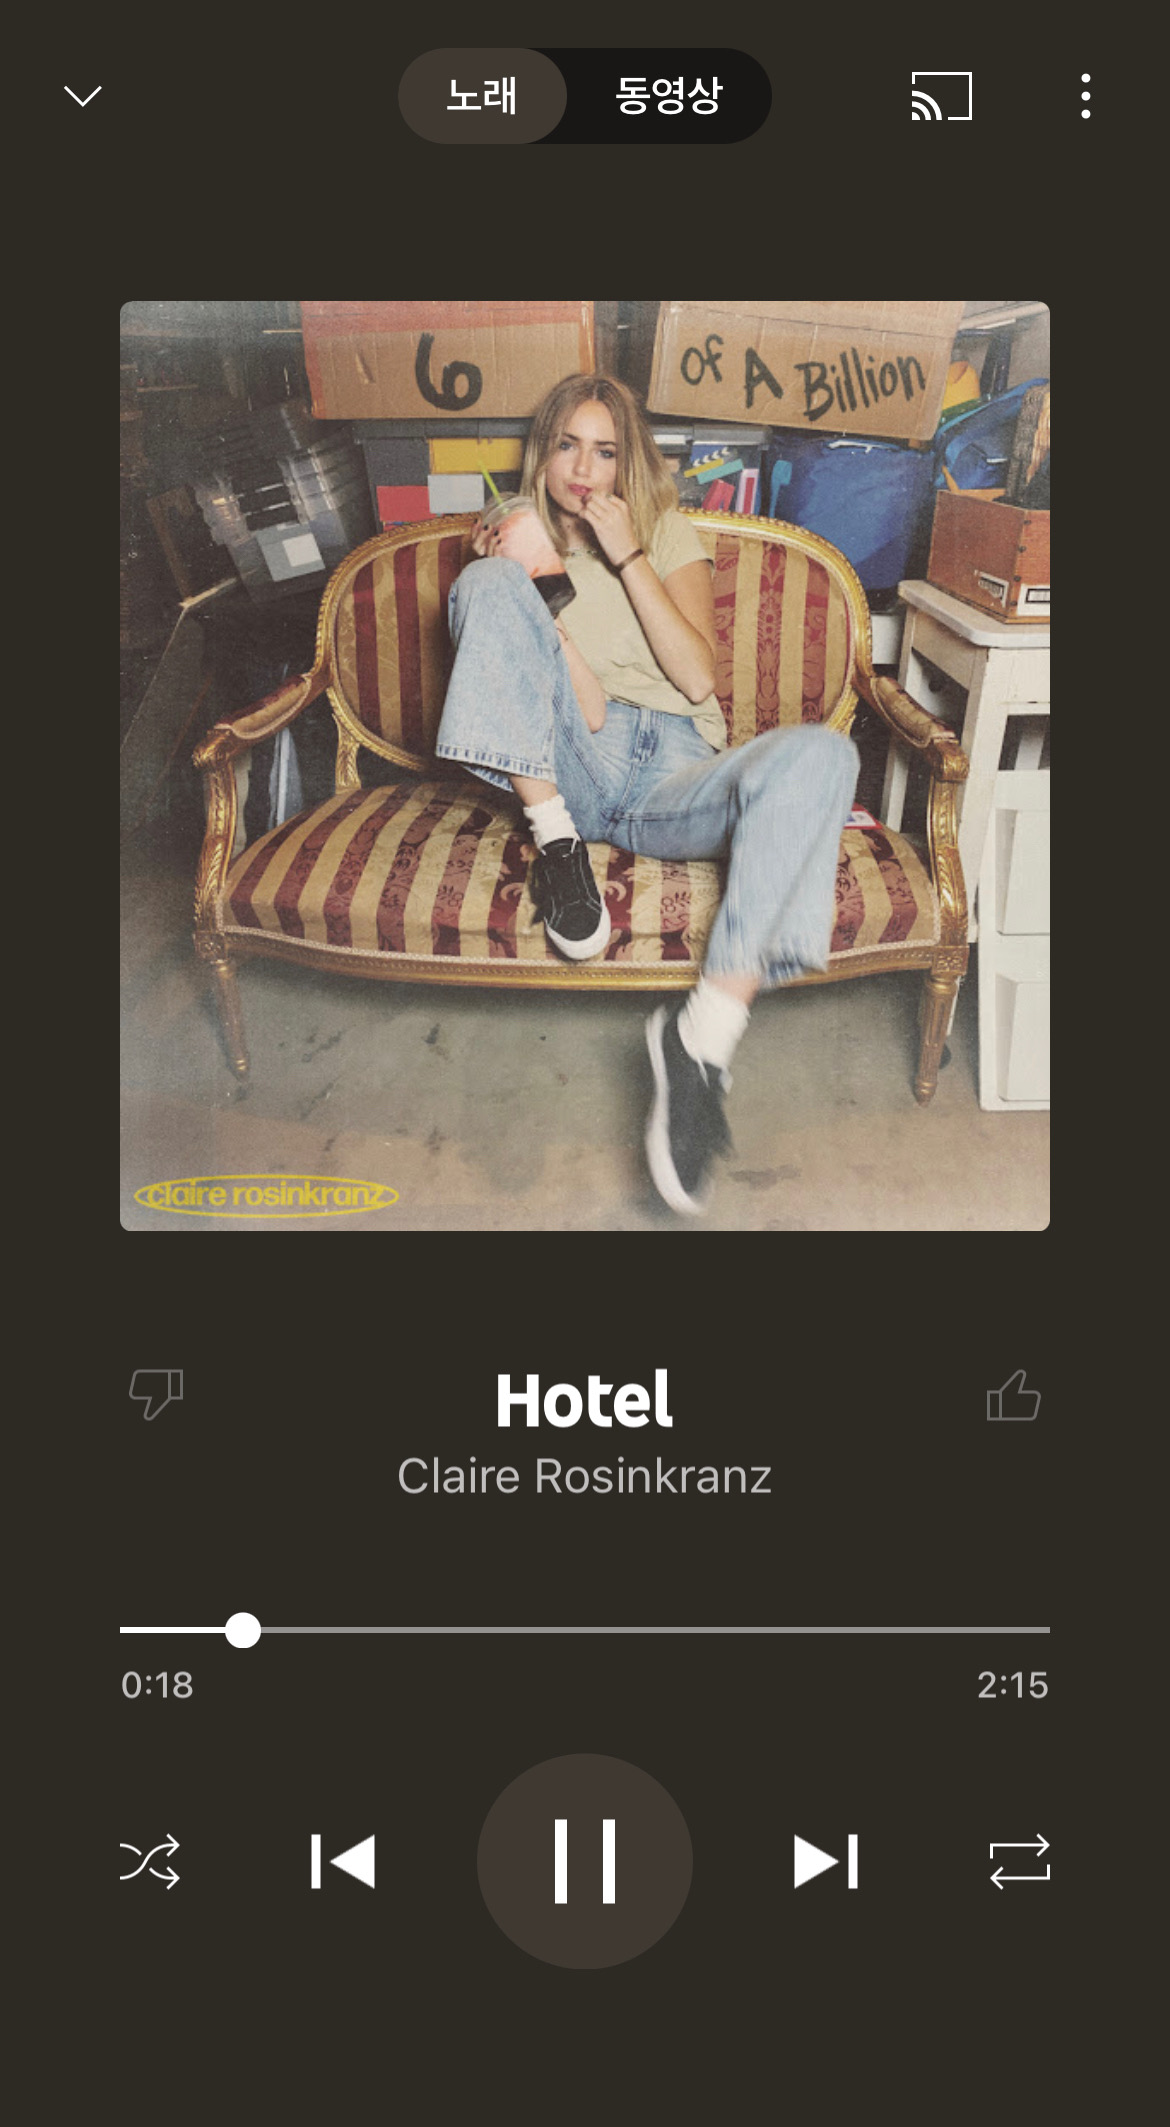 노래 동영상
6 Of A Billion
claire rosinkranz
Hotel
Claire Rosinkranz
0:18 2:15